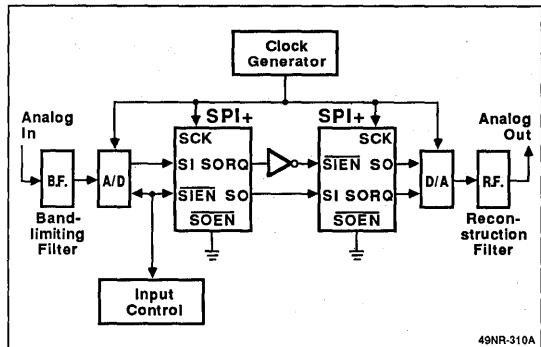 Clock
Generator
Analog
In
SPI+
SPI+
Analog
Out
SCK
SCK
B.F.
A/D
SI SORQ
SIEN SO
SOEN
SIEN SO
SI SORQ
SOEN
D/A
R.F.
Band-
limiting
Filter
Recon-
struction
Filter
Input
Control
49NR-310A